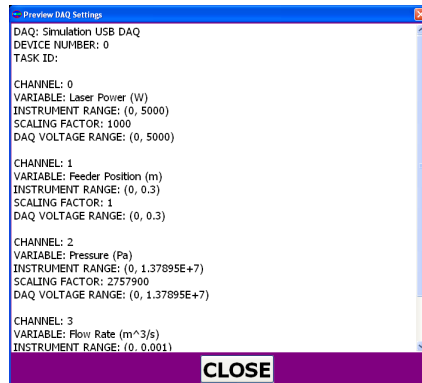 Preview DAQ Settings
DAQ: Simulation USB DAQ
DEVICE NUMBER: 0
TASK ID:
CHANNEL: 0
VARIABLE: Laser Power (W)
INSTRUMENT RANGE: (0, 5000)
SCALING FACTOR: 1000
DAQ VOLTAGE RANGE: (0, 5000)
CHANNEL: 1
VARIABLE: Feeder Position (m)
INSTRUMENT RANGE: (0, 0.3)
SCALING FACTOR: 1
DAQ VOLTAGE RANGE: (0, 0.3)
CHANNEL: 2
VARIABLE: Pressure (Pa)
INSTRUMENT RANGE: (0, 1.37895E+7)
SCALING FACTOR: 2757900
DAQ VOLTAGE RANGE: (0, 1.37895E+7)
CHANNEL: 3
VARIABLE: Flow Rate (m^3/s)
INSTRUMENT RANGE: (0, 0.001)
CLOSE